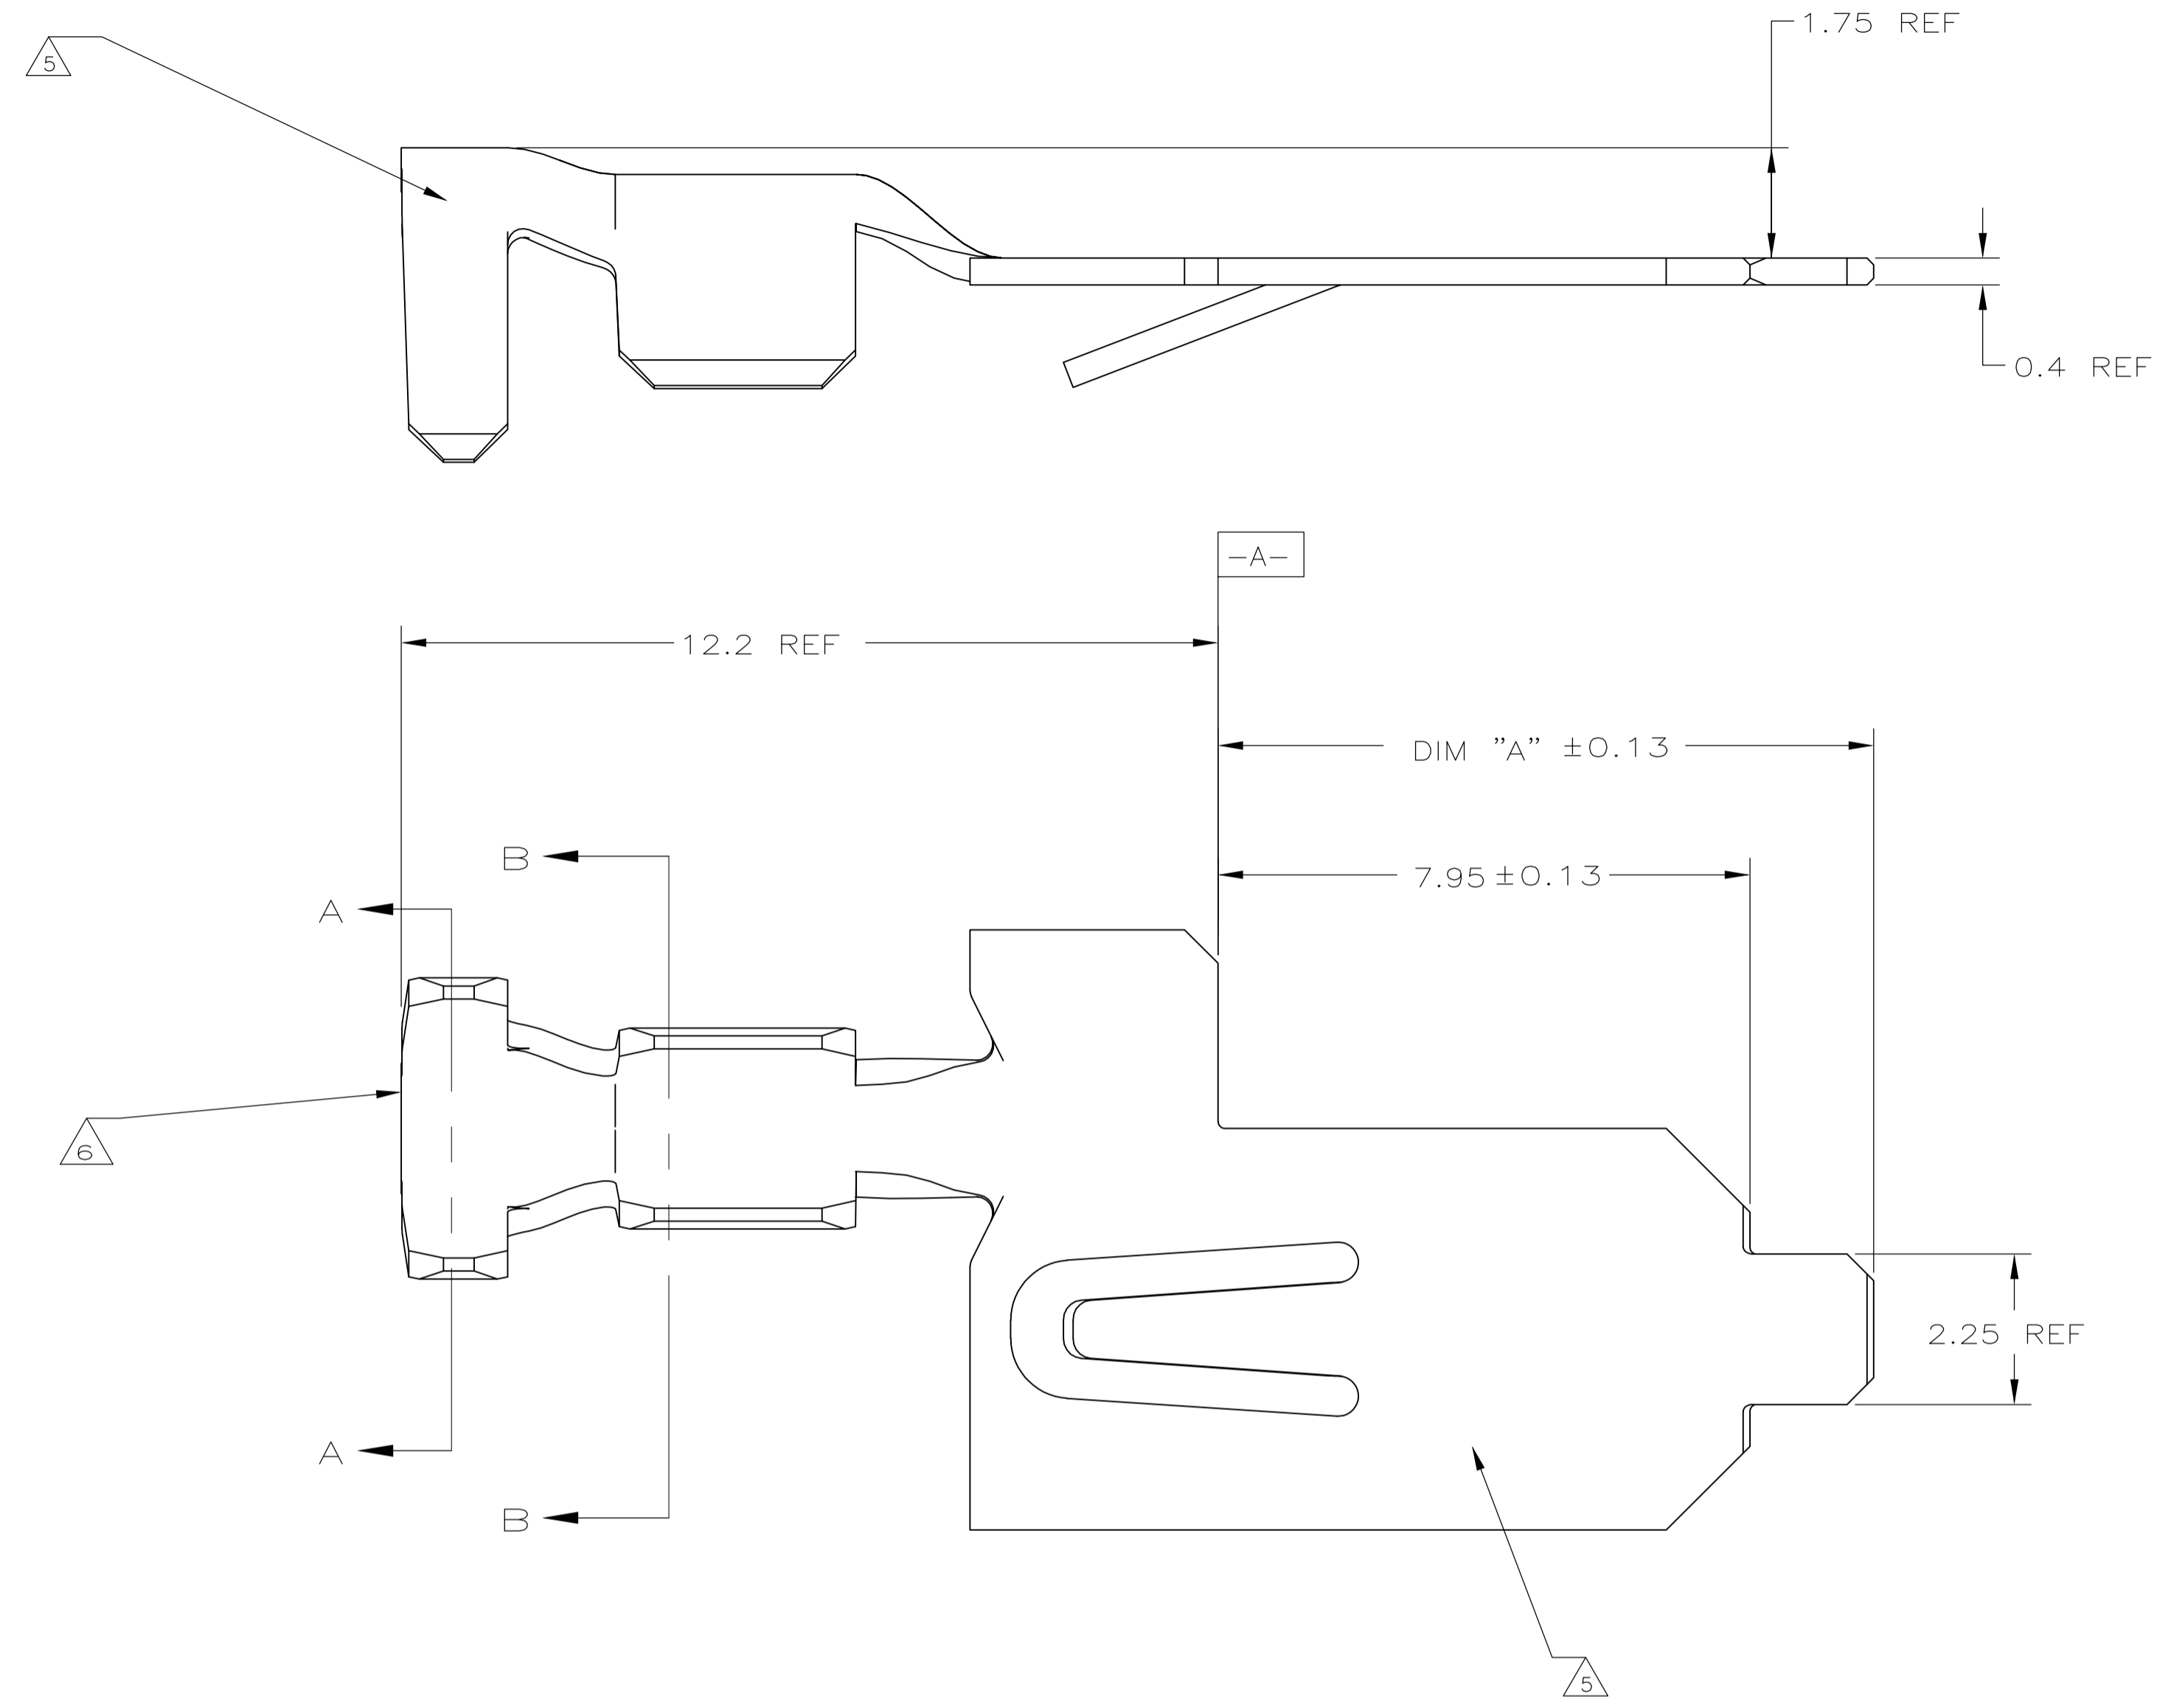 1.75 REF
5
0.4 REF
-A-
12.2 REF
DIM "A" ±0.13
B
7.95±0.13
A
6
2.25 REF
A
B
5